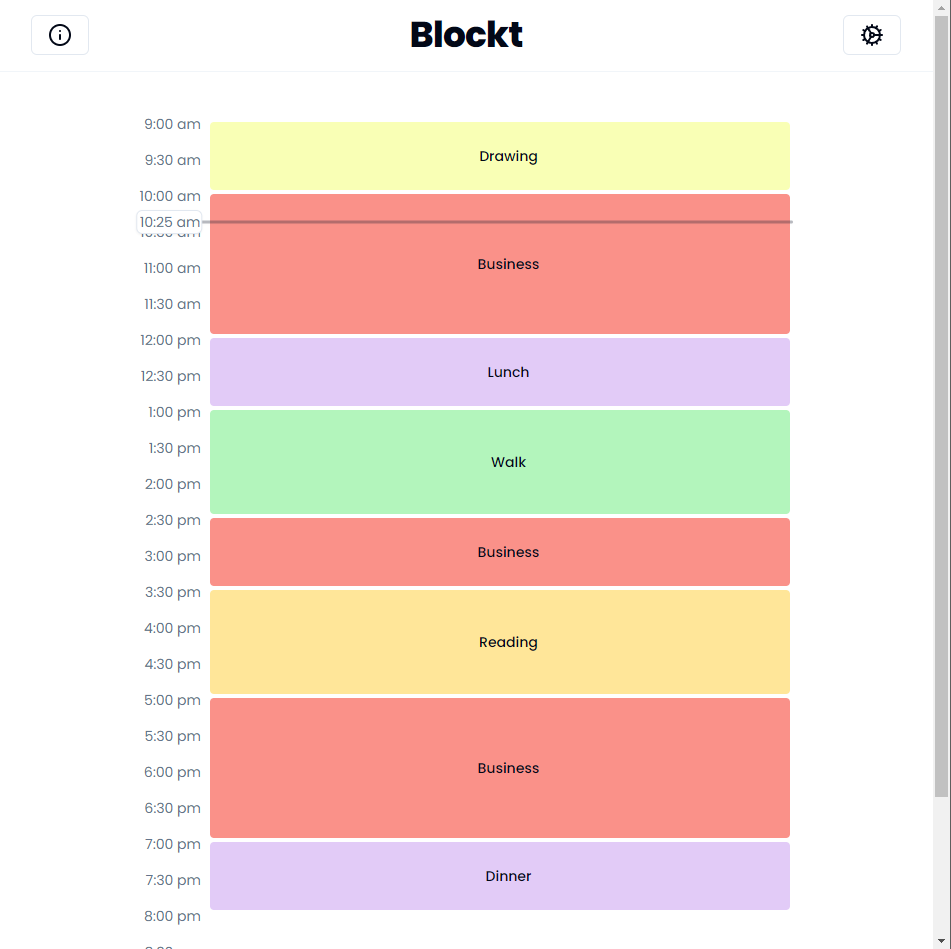 Blockt
9:00 am
9:30 am
Drawing
10:00 am
10:25 am
Business
11:00 am
11:30 am
12:00 pm
12:30 pm
Lunch
1:00 pm
1:30 pm
Walk
2:00 pm
2:30 pm
Business
3:00 pm
3:30 pm
4:00 pm
Reading
4:30 pm
5:00 pm
5:30 pm
Business
6:00 pm
6:30 pm
7:00 pm
7:30 pm
Dinner
8:00 pm